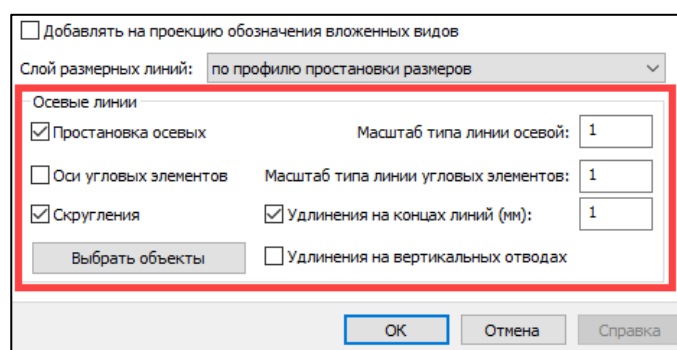 Добавлять на проекцию обозначения вложенных видов
Слой размерных линий: по профилю простановки размеров
Осевые линии
Простановка осевых Масштаб типа линии осевой: 1
Оси угловых элементов Масштаб типа линии угловых элементов: 1
Скругления Удлинения на концах линий (мм): 1
Выбрать объекты Удлинения на вертикальных отводах
ОК Отмена Справка